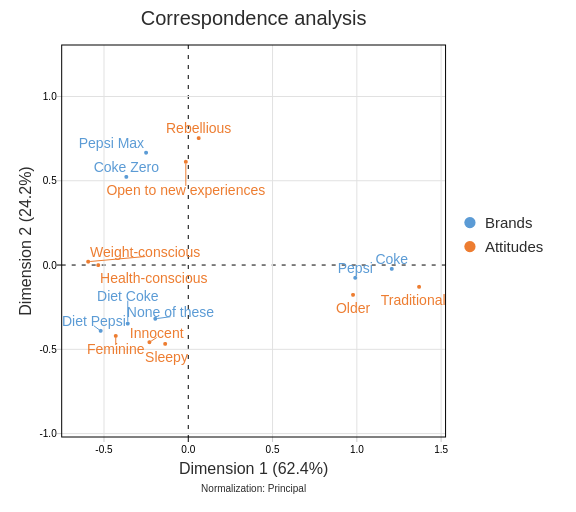 Correspondence analysis
Dimension 2 (24.2%)
1.0
0.5
0.0
-0.5
-1.0
Rebellious
Pepsi Max
Coke Zero
Open to new experiences
Weight-conscious
Coke
Pepsi
Health-conscious
Diet Coke
Traditional
Older
None of these
Diet Pepsi
Innocent
Feminine
Sleepy
Brands
Attitudes
-0.5 0.0 0.5 1.0 1.5
Dimension 1 (62.4%)
Normalization: Principal